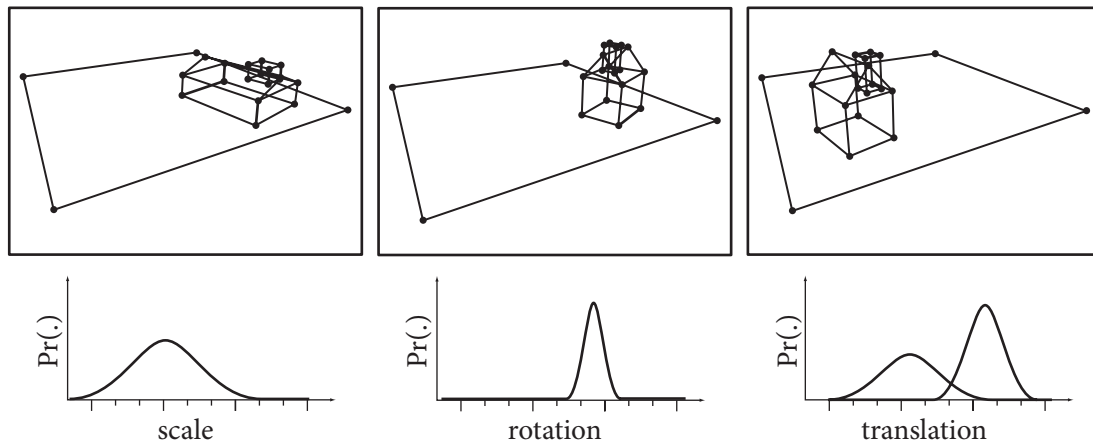 Pr(.)
scale
Pr(.)
rotation
Pr(.)
translation